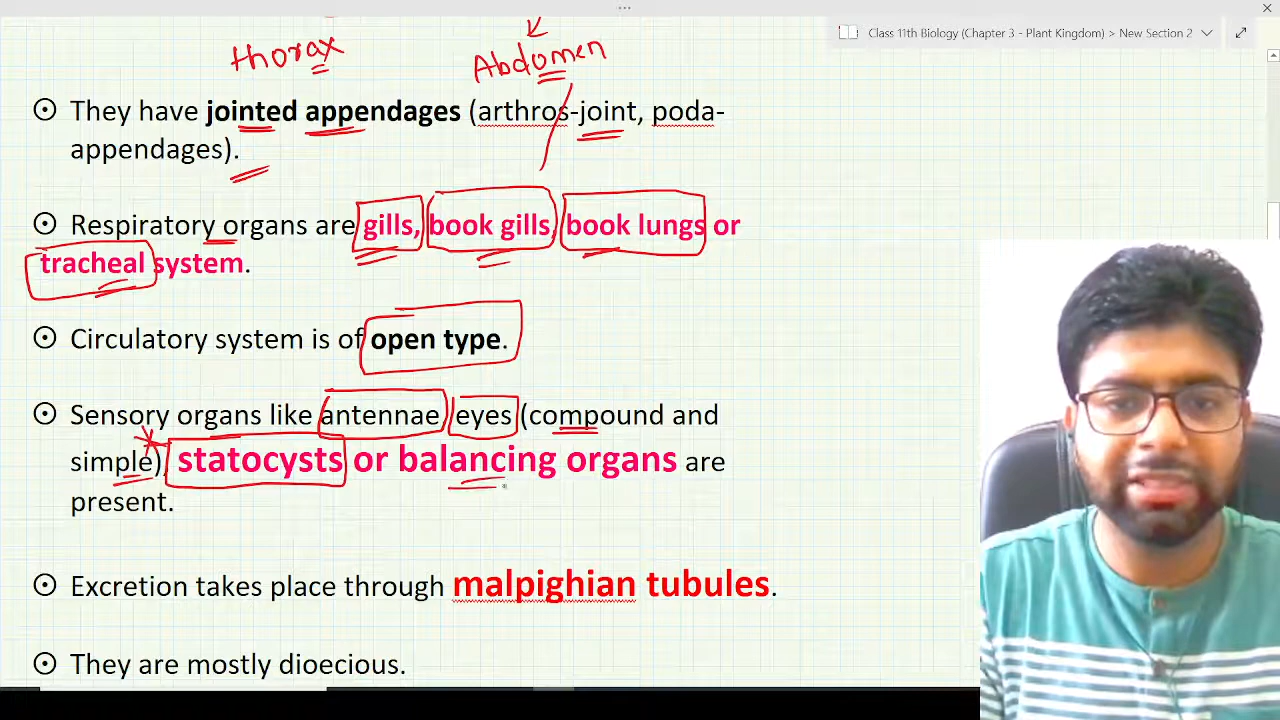 Class 11th Biology (Chapter 3 - Plant Kingdom) > New Section 2
thorax
Abdomen
They have jointed appendages (arthros-joint, poda-
appendages).
Respiratory organs are gills, book gills, book lungs or
tracheal system.
Circulatory system is of open type.
Sensory organs like antennae eyes (compound and
simple), statocysts or balancing organs are
present.
Excretion takes place through malpighian tubules.
They are mostly dioecious.